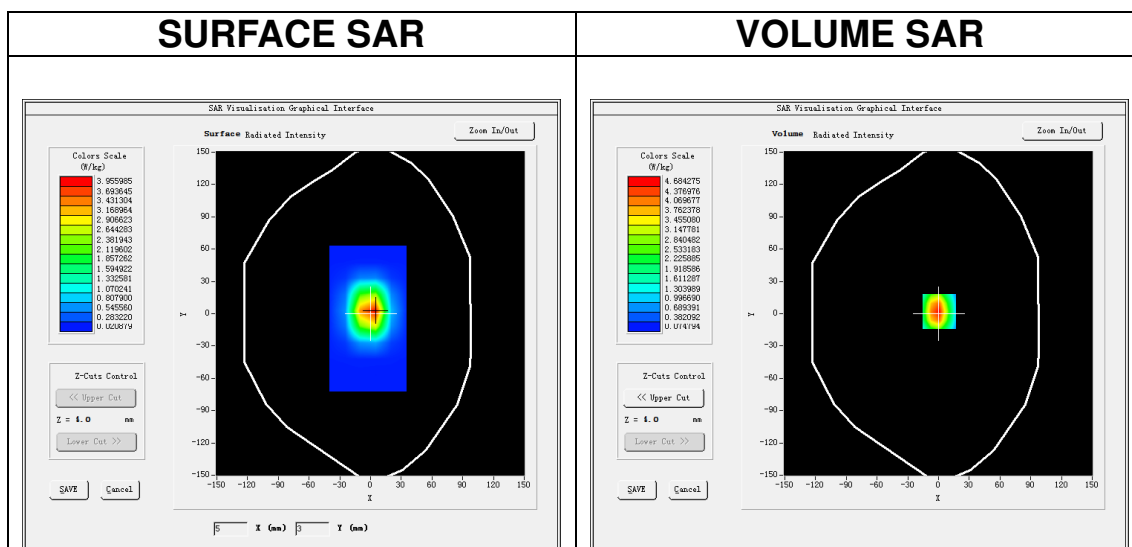 SURFACE SAR
VOLUME SAR
SAR Visualisation Graphical Interface
Surface Radiated Intensity
Zoom In/Out
Colors Scale
(W/kg)
3.955985
3.693645
3.431304
3.168964
2.906623
2.644283
2.381943
2.119602
1.857262
1.594922
1.332581
1.070241
0.807900
0.545560
0.283220
0.020879
Z-Cuts Control
<< Upper Cut
Z = 4.0 mm
Lower Cut >>
SAVE Cancel
150
120
90
60
30
0
-30
-60
-90
-120
-150
Y
-150 -120 -90 -60 -30 0 30 60 90 120 150
X
5 X (mm) 3 Y (mm)
SAR Visualisation Graphical Interface
Volume Radiated Intensity
Zoom In/Out
Colors Scale
(W/kg)
4.684275
4.376976
4.069677
3.762378
3.455080
3.147781
2.840482
2.533183
2.225885
1.918586
1.611287
1.303989
0.996690
0.689391
0.382092
0.074794
Z-Cuts Control
<< Upper Cut
Z = 4.0 mm
Lower Cut >>
SAVE Cancel
150
120
90
60
30
0
-30
-60
-90
-120
-150
Y
-150 -120 -90 -60 -30 0 30 60 90 120 150
X